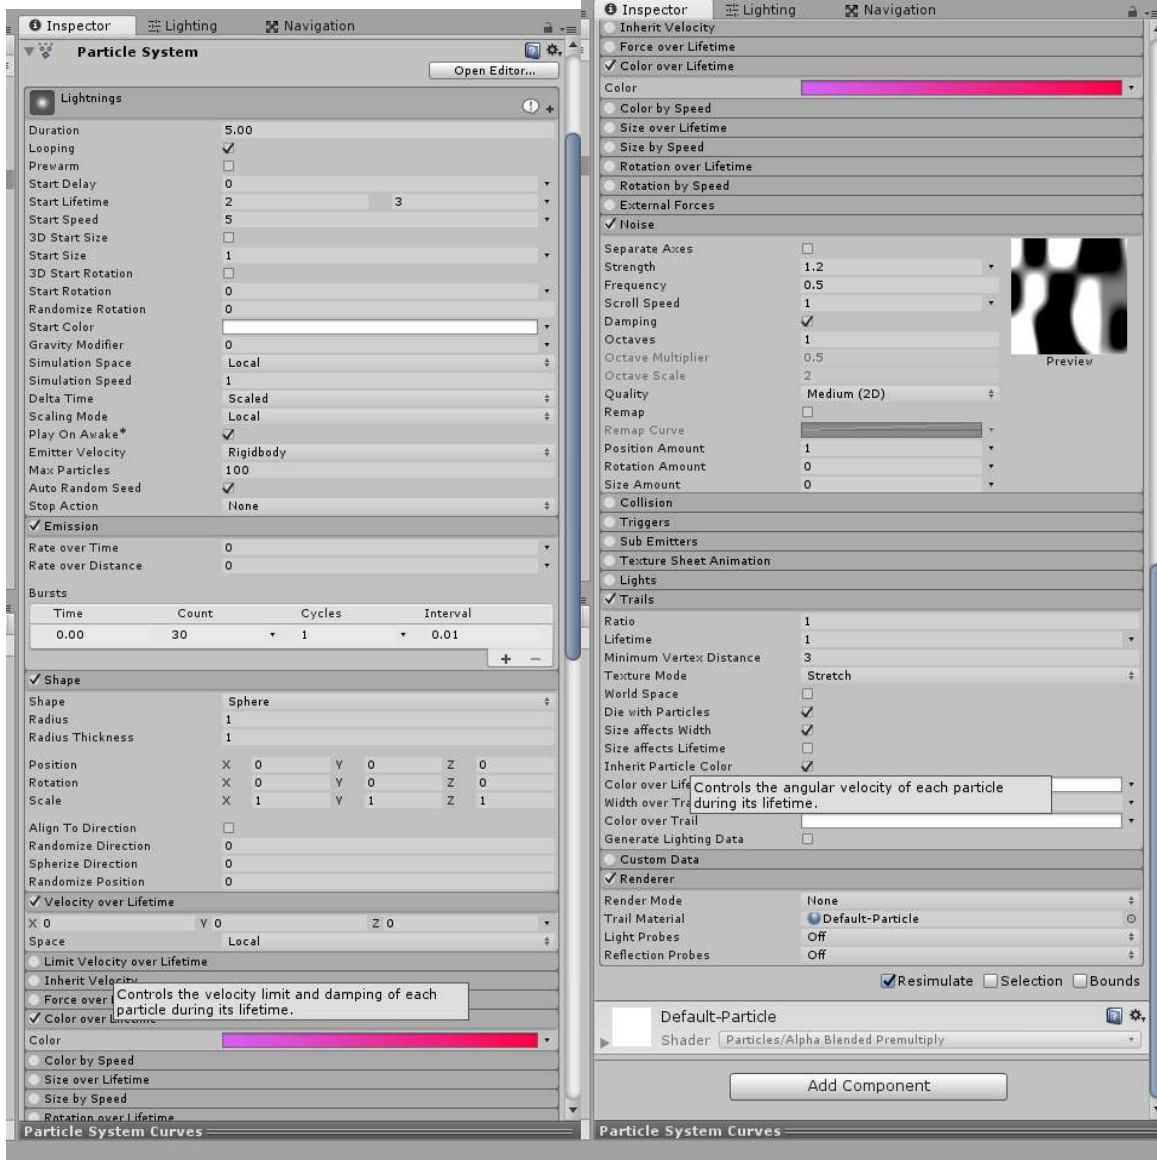 Inspector Lighting Navigation
Particle System
Open Editor...
Lightnings
Duration 5.00
Looping
Prewarm
Start Delay 0
Start Lifetime 2 3
Start Speed 5
3D Start Size
Start Size 1
3D Start Rotation
Start Rotation 0
Randomize Rotation 0
Start Color
Gravity Modifier 0
Simulation Space Local
Simulation Speed 1
Delta Time Scaled
Scaling Mode Local
Play On Awake*
Emitter Velocity Rigidbody
Max Particles 100
Auto Random Seed
Stop Action None
Emission
Rate over Time 0
Rate over Distance 0
Bursts
Time Count Cycles Interval
0.00 30 1 0.01
Shape
Shape Sphere
Radius 1
Radius Thickness 1
Position X 0 Y 0 Z 0
Rotation X 0 Y 0 Z 0
Scale X 1 Y 1 Z 1
Align To Direction
Randomize Direction 0
Spherize Direction 0
Randomize Position 0
Velocity over Lifetime
X 0 Y 0 Z 0
Space Local
Limit Velocity over Lifetime
Inherit Velocity
Force over
Controls the velocity limit and damping of each
particle during its lifetime.
Color over Lifetime
Color
Color by Speed
Size over Lifetime
Size by Speed
Rotation over Lifetime
Particle System Curves
Inspector Lighting Navigation
Inherit Velocity
Force over Lifetime
Color over Lifetime
Color
Color by Speed
Size over Lifetime
Size by Speed
Rotation over Lifetime
Rotation by Speed
External Forces
Noise
Separate Axes
Strength 1.2
Frequency 0.5
Scroll Speed 1
Damping
Octaves 1
Octave Multiplier 0.5
Octave Scale 2
Quality Medium (2D)
Remap
Remap Curve
Position Amount 1
Rotation Amount 0
Size Amount 0
Preview
Collision
Triggers
Sub Emitters
Texture Sheet Animation
Lights
Trails
Ratio 1
Lifetime 1
Minimum Vertex Distance 3
Texture Mode Stretch
World Space
Die with Particles
Size affects Width
Size affects Lifetime
Inherit Particle Color
Color over Life
Controls the angular velocity of each particle
during its lifetime.
Width over Tra
Color over Trail
Generate Lighting Data
Custom Data
Renderer
Render Mode None
Trail Material Default-Particle
Light Probes Off
Reflection Probes Off
Resimulate Selection Bounds
Default-Particle
Shader Particles/Alpha Blended Premultiply
Add Component
Particle System Curves